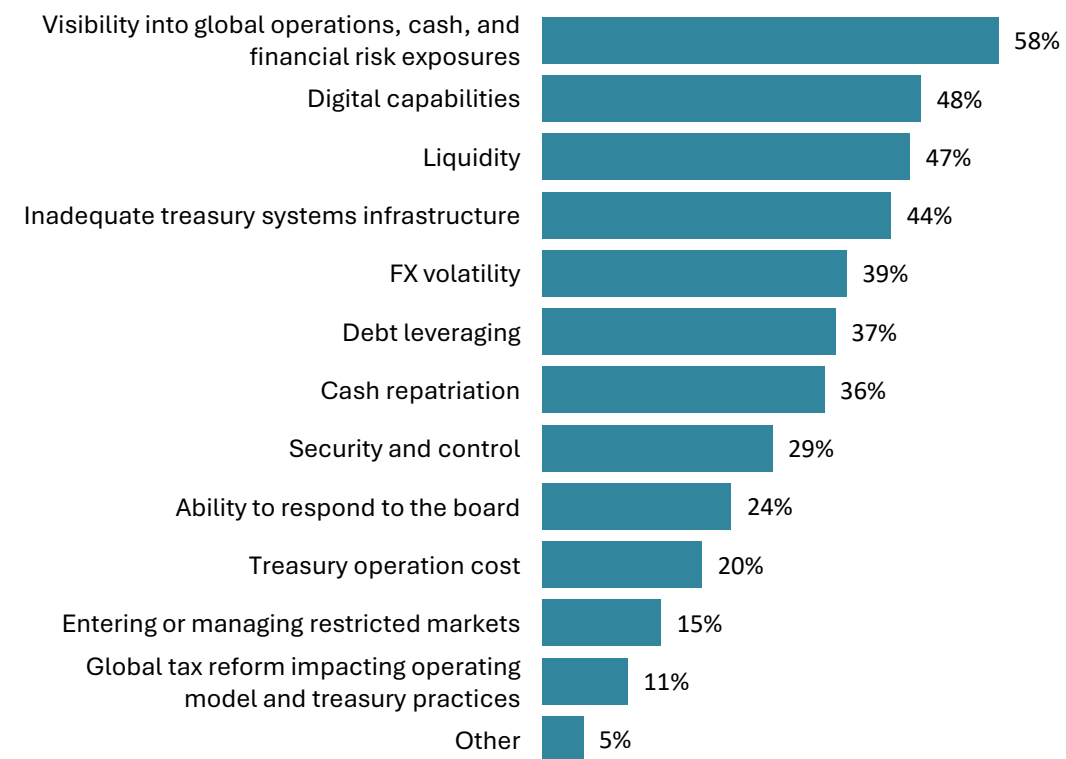 Visibility into global operations, cash, and
financial risk exposures
58%
Digital capabilities
48%
Liquidity
47%
Inadequate treasury systems infrastructure
44%
FX volatility
39%
Debt leveraging
37%
Cash repatriation
36%
Security and control
29%
Ability to respond to the board
24%
Treasury operation cost
20%
Entering or managing restricted markets
15%
Global tax reform impacting operating
model and treasury practices
11%
Other
5%